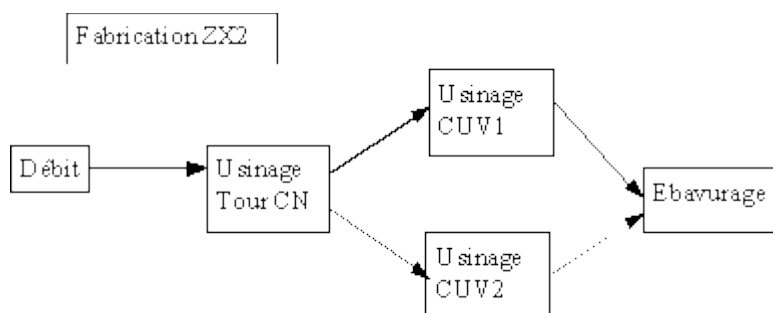 Fabrication ZX2
Usinage
CUV1
Débit
Usinage
Tour CN
Ebavurage
Usinage
CUV2